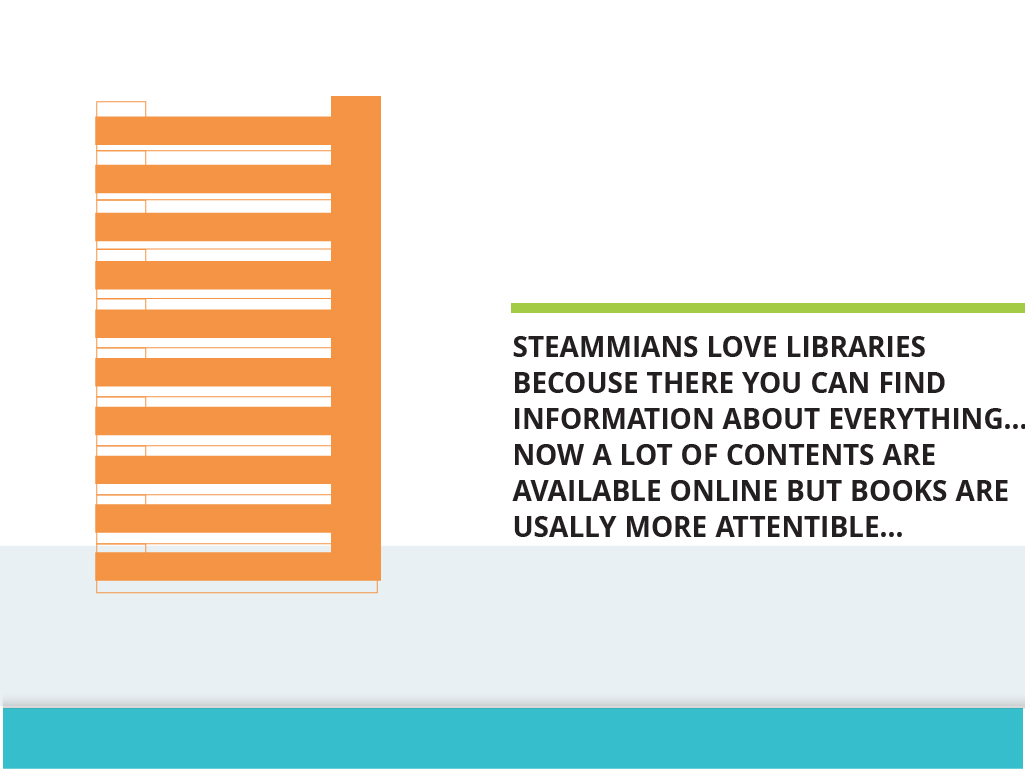 STEAMMIANS LOVE LIBRARIES
BECOUSE THERE YOU CAN FIND
INFORMATION ABOUT EVERYTHING...
NOW A LOT OF CONTENTS ARE
AVAILABLE ONLINE BUT BOOKS ARE
USALLY MORE ATTENTIBLE...